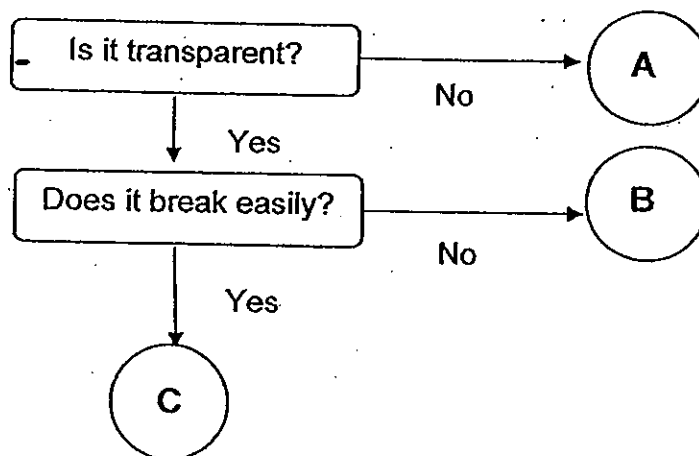 Is it transparent?
A
No
Yes
Does it break easily?
B
No
Yes
C